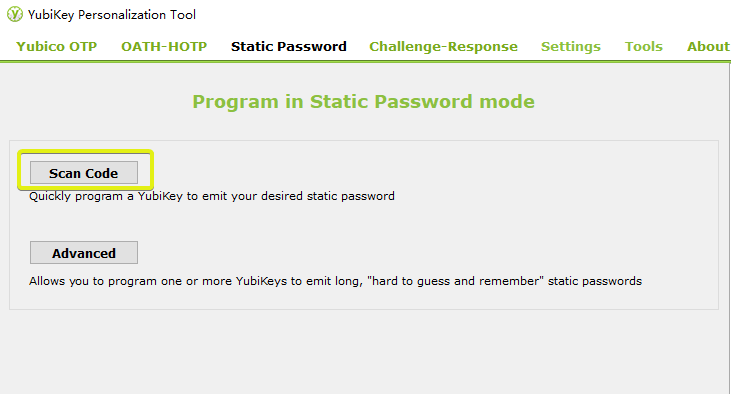 YubiKey Personalization Tool
Yubico OTP OATH-HOTP Static Password Challenge-Response Settings Tools About
Program in Static Password mode
Scan Code
Quickly program a YubiKey to emit your desired static password
Advanced
Allows you to program one or more YubiKeys to emit long, "hard to guess and remember" static passwords